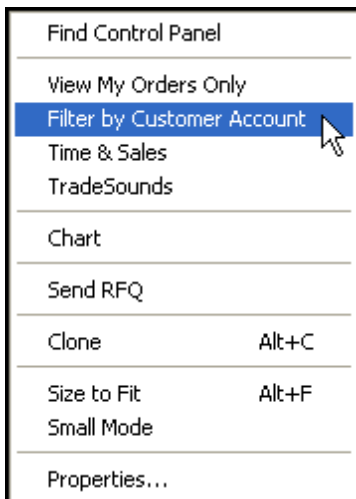 Find Control Panel
View My Orders Only
Filter by Customer Account
Time & Sales
TradeSounds
Chart
Send RFQ
Clone Alt+C
Size to Fit Alt+F
Small Mode
Properties...